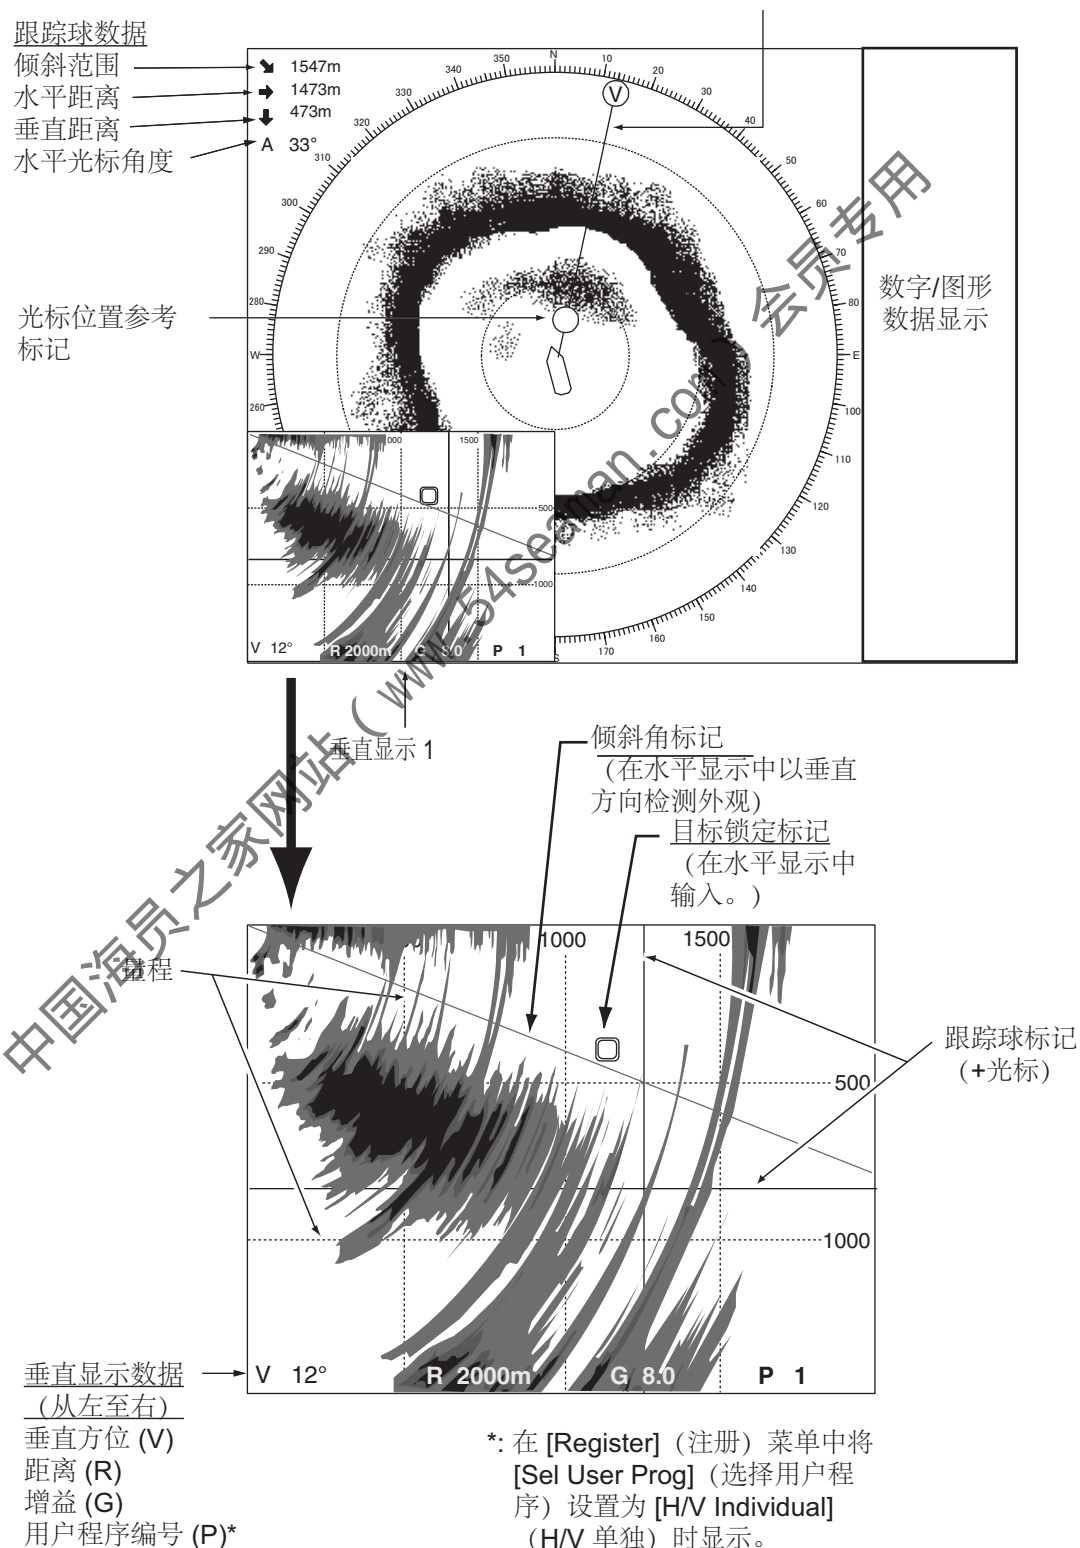 跟踪球数据
倾斜范围
水平距离
垂直距离
水平光标角度
1547m
1473m
473m
A 33°
N
10
20
30
40
50
60
70
80
E
100
110
120
130
140
150
160
170
S
260
W
280
290
300
310
320
330
340
350
V
数字/图形
数据显示
光标位置参考
标记
000
1500
500
1000
V 12° R 2000m G 8.0 P 1
垂直显示 1
倾斜角标记
(在水平显示中以垂直
方向检测外观)
目标锁定标记
(在水平显示中
输入。)
1000
1500
量程
跟踪球标记
(+光标)
500
1000
垂直显示数据
(从左至右)
垂直方位 (V)
距离 (R)
增益 (G)
用户程序编号 (P)*
V 12° R 2000m G 8.0 P 1
*: 在 [Register] (注册) 菜单中将
[Sel User Prog] (选择用户程
序) 设置为 [H/V Individual]
(H/V 单独) 时显示。
中国海员之家网站(www.54seaman.com)会员专用